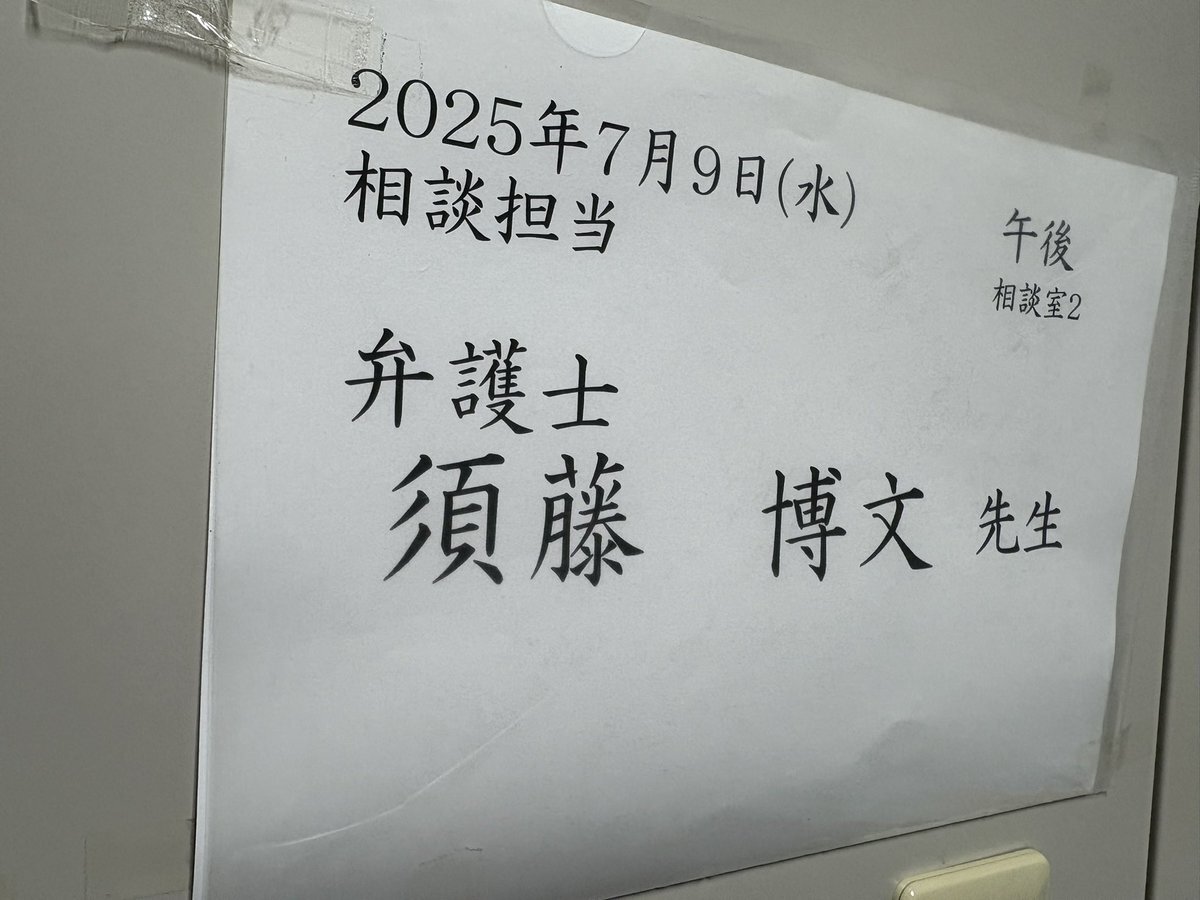 2025年7月9日(水)
相談担当
午後
相談室2
弁護士
須藤 博文 先生